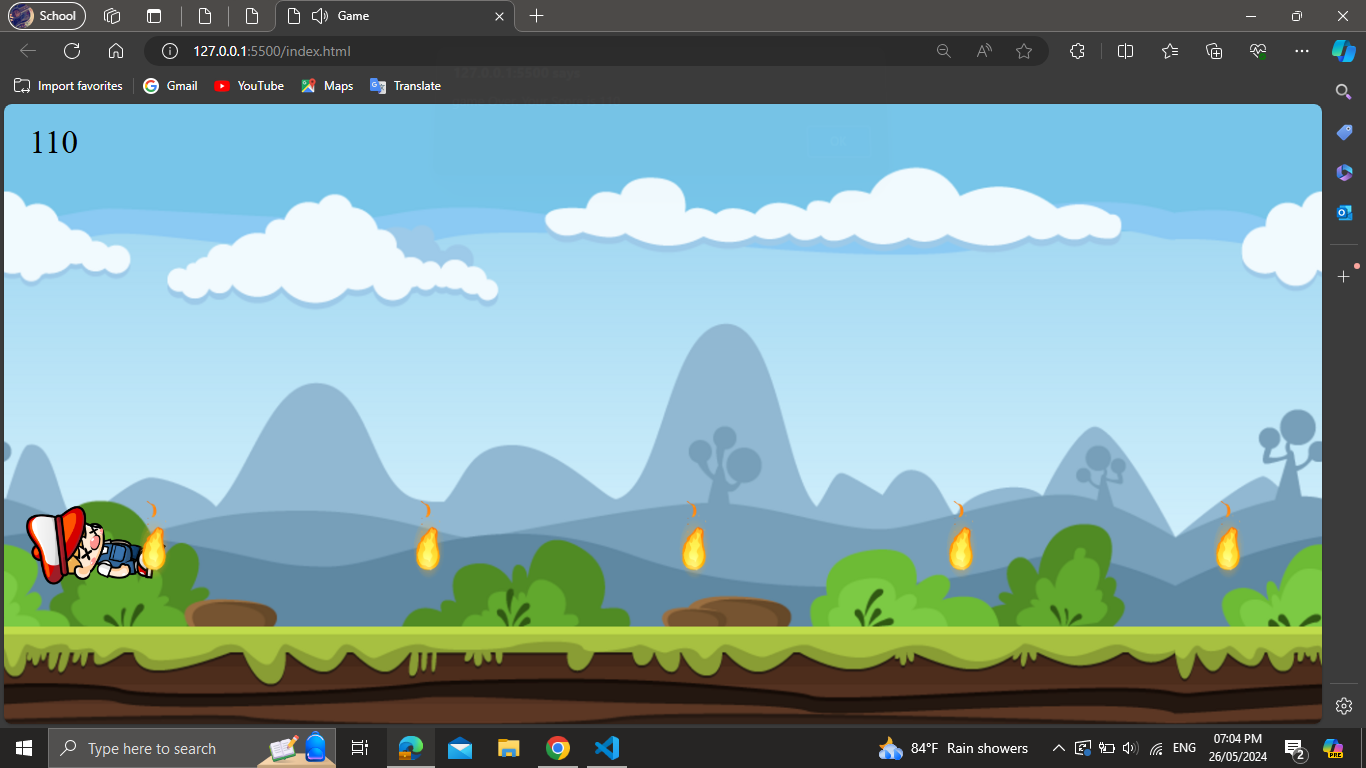 School
Game
127.0.0.1:5500/index.html
Import favorites
Gmail
YouTube
Maps
Translate
110
Type here to search
84°F Rain showers
ENG
07:04 PM
26/05/2024
2
PRE